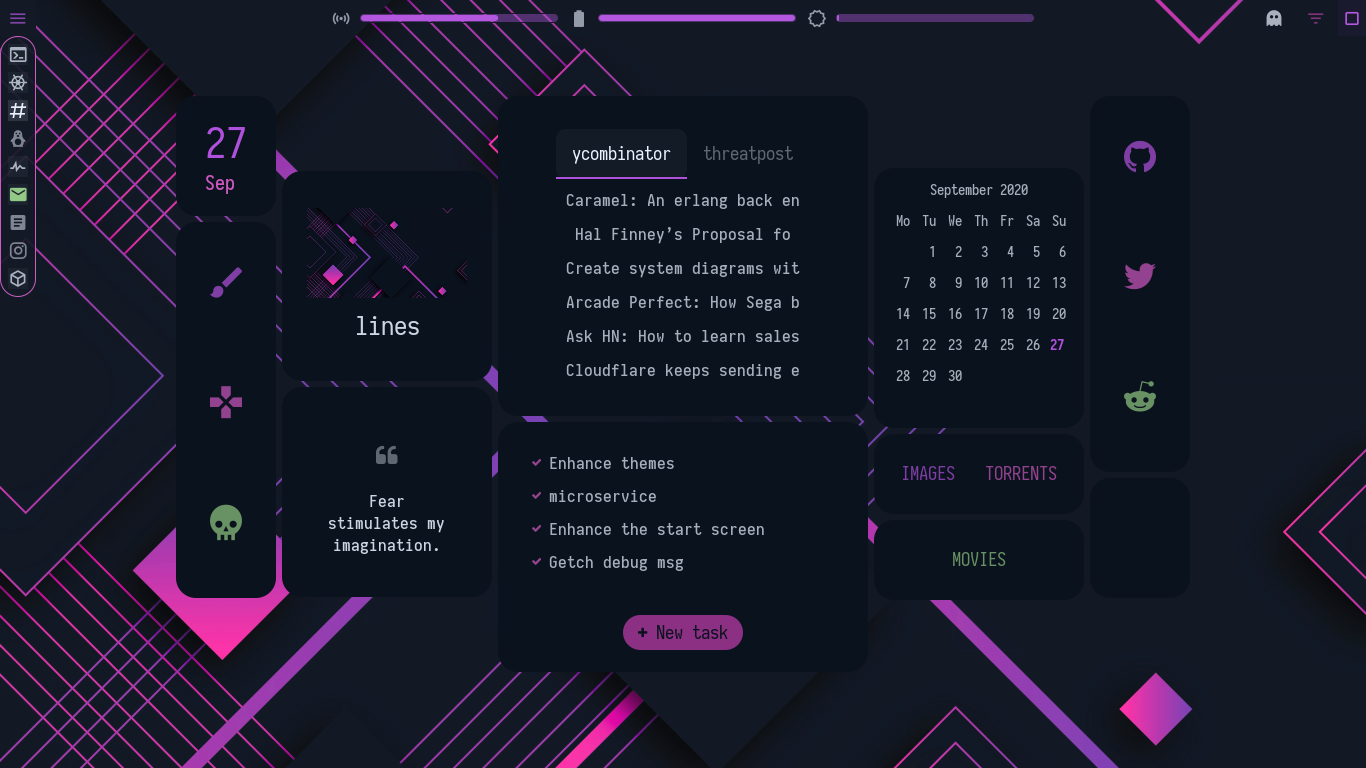 27
Sep
lines
Fear
stimulates my
imagination.
ycombinator threatpost
Caramel: An erlang back en
Hal Finney’s Proposal fo
Create system diagrams wit
Arcade Perfect: How Sega b
Ask HN: How to learn sales
Cloudflare keeps sending e
Enhance themes
microservice
Enhance the start screen
Getch debug msg
+ New task
September 2020
Mo Tu We Th Fr Sa Su
1 2 3 4 5 6
7 8 9 10 11 12 13
14 15 16 17 18 19 20
21 22 23 24 25 26 27
28 29 30
IMAGES TORRENTS
MOVIES